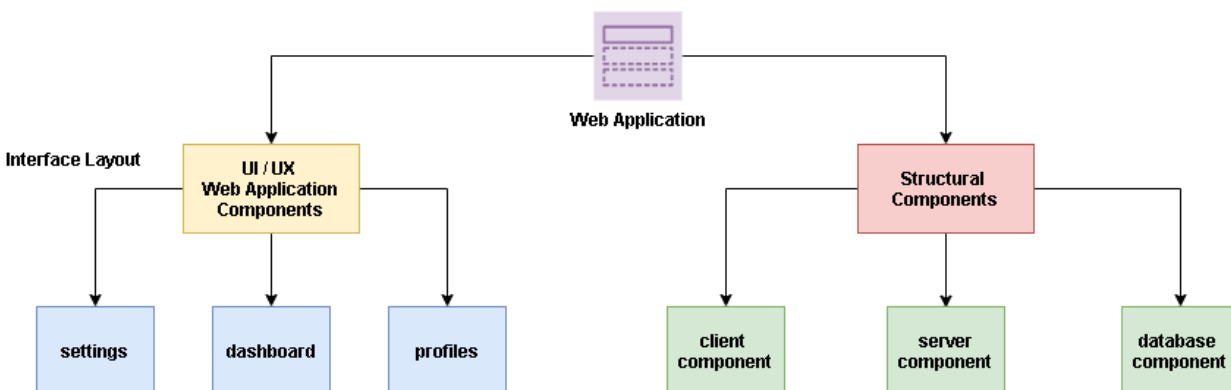 Web Application
Interface Layout
UI / UX
Web Application
Components
Structural
Components
settings
dashboard
profiles
client
component
server
component
database
component